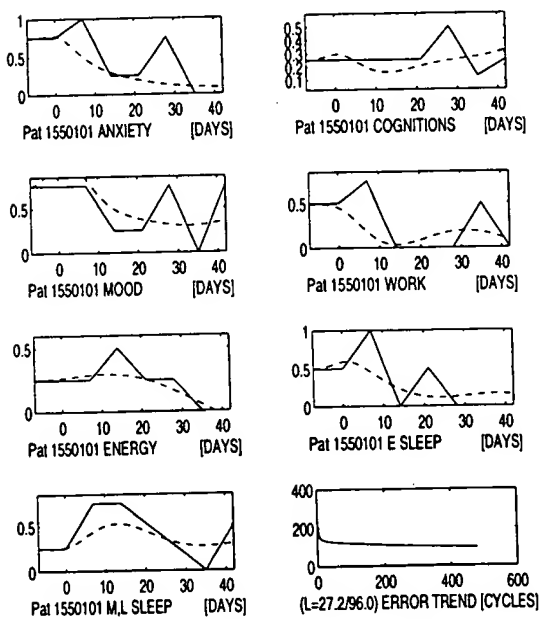 1
0.5
0
0 10 20 30 40
Pat 1550101 ANXIETY [DAYS]
0.5
0.4
0.3
0.2
0.1
0 10 20 30 40
Pat 1550101 COGNITIONS [DAYS]
0.5
0 10 20 30 40
Pat 1550101 MOOD [DAYS]
0.5
0
0 10 20 30 40
Pat 1550101 WORK [DAYS]
0.5
0
0 10 20 30 40
Pat 1550101 ENERGY [DAYS]
1
0.5
0
0 10 20 30 40
Pat 1550101 E SLEEP [DAYS]
0.5
0
0 10 20 30 40
Pat 1550101 M,L SLEEP [DAYS]
400
200
0
0 200 400 600
(L=27.2/96.0) ERROR TREND [CYCLES]